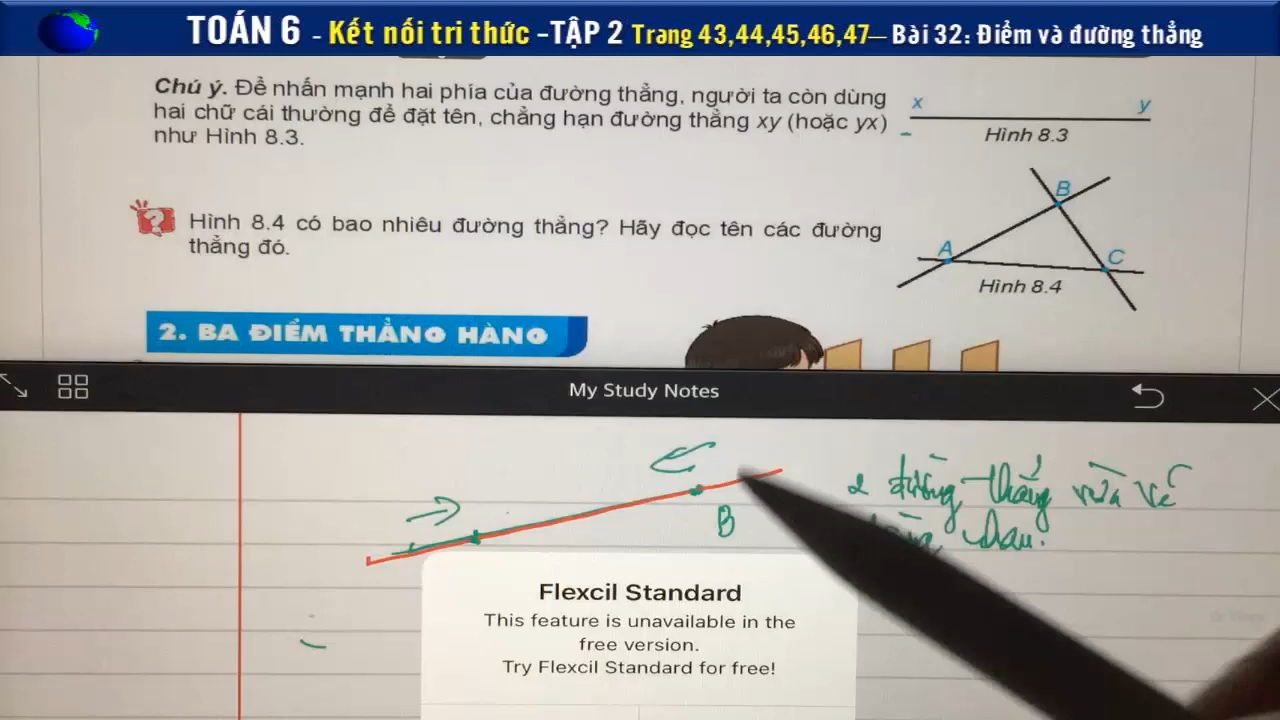 TOÁN 6 - Kết nối tri thức -TẬP 2 Trang 43,44,45,46,47- Bài 32: Điểm và đường thẳng
Chú ý. Để nhấn mạnh hai phía của đường thẳng, người ta còn dùng
hai chữ cái thường để đặt tên, chẳng hạn đường thẳng xy (hoặc yx)
như Hình 8.3.
x y
Hình 8.3
Hình 8.4 có bao nhiêu đường thẳng? Hãy đọc tên các đường
thẳng đó.
B
A C
Hình 8.4
2. BA ĐIỂM THẲNG HÀNG
My Study Notes
B
2 đường thẳng vừa vẽ
nhau.
Flexcil Standard
This feature is unavailable in the
free version.
Try Flexcil Standard for free!